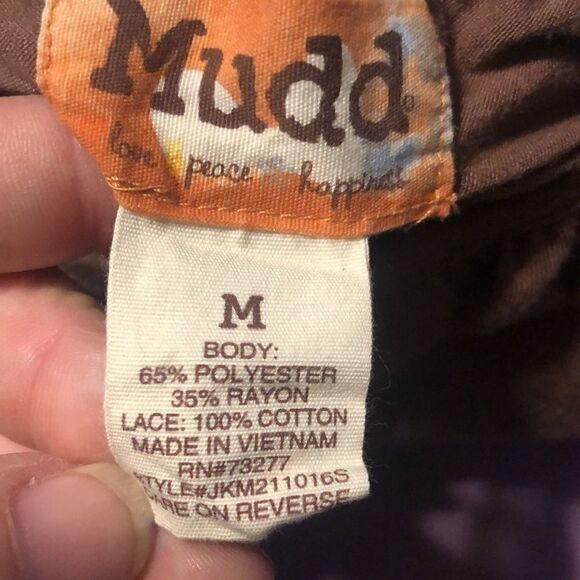 Mudd
love peace happiness
M
BODY:
65% POLYESTER
35% RAYON
LACE: 100% COTTON
MADE IN VIETNAM
RN#73277
STYLE#JKM211016S
CARE ON REVERSE